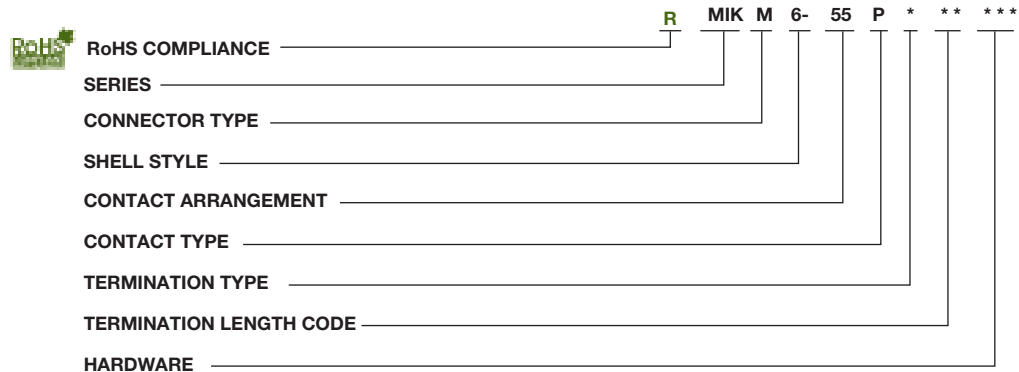 R MIK M 6- 55 P * ** ***
RoHS
RoHS COMPLIANCE
SERIES
CONNECTOR TYPE
SHELL STYLE
CONTACT ARRANGEMENT
CONTACT TYPE
TERMINATION TYPE
TERMINATION LENGTH CODE
HARDWARE